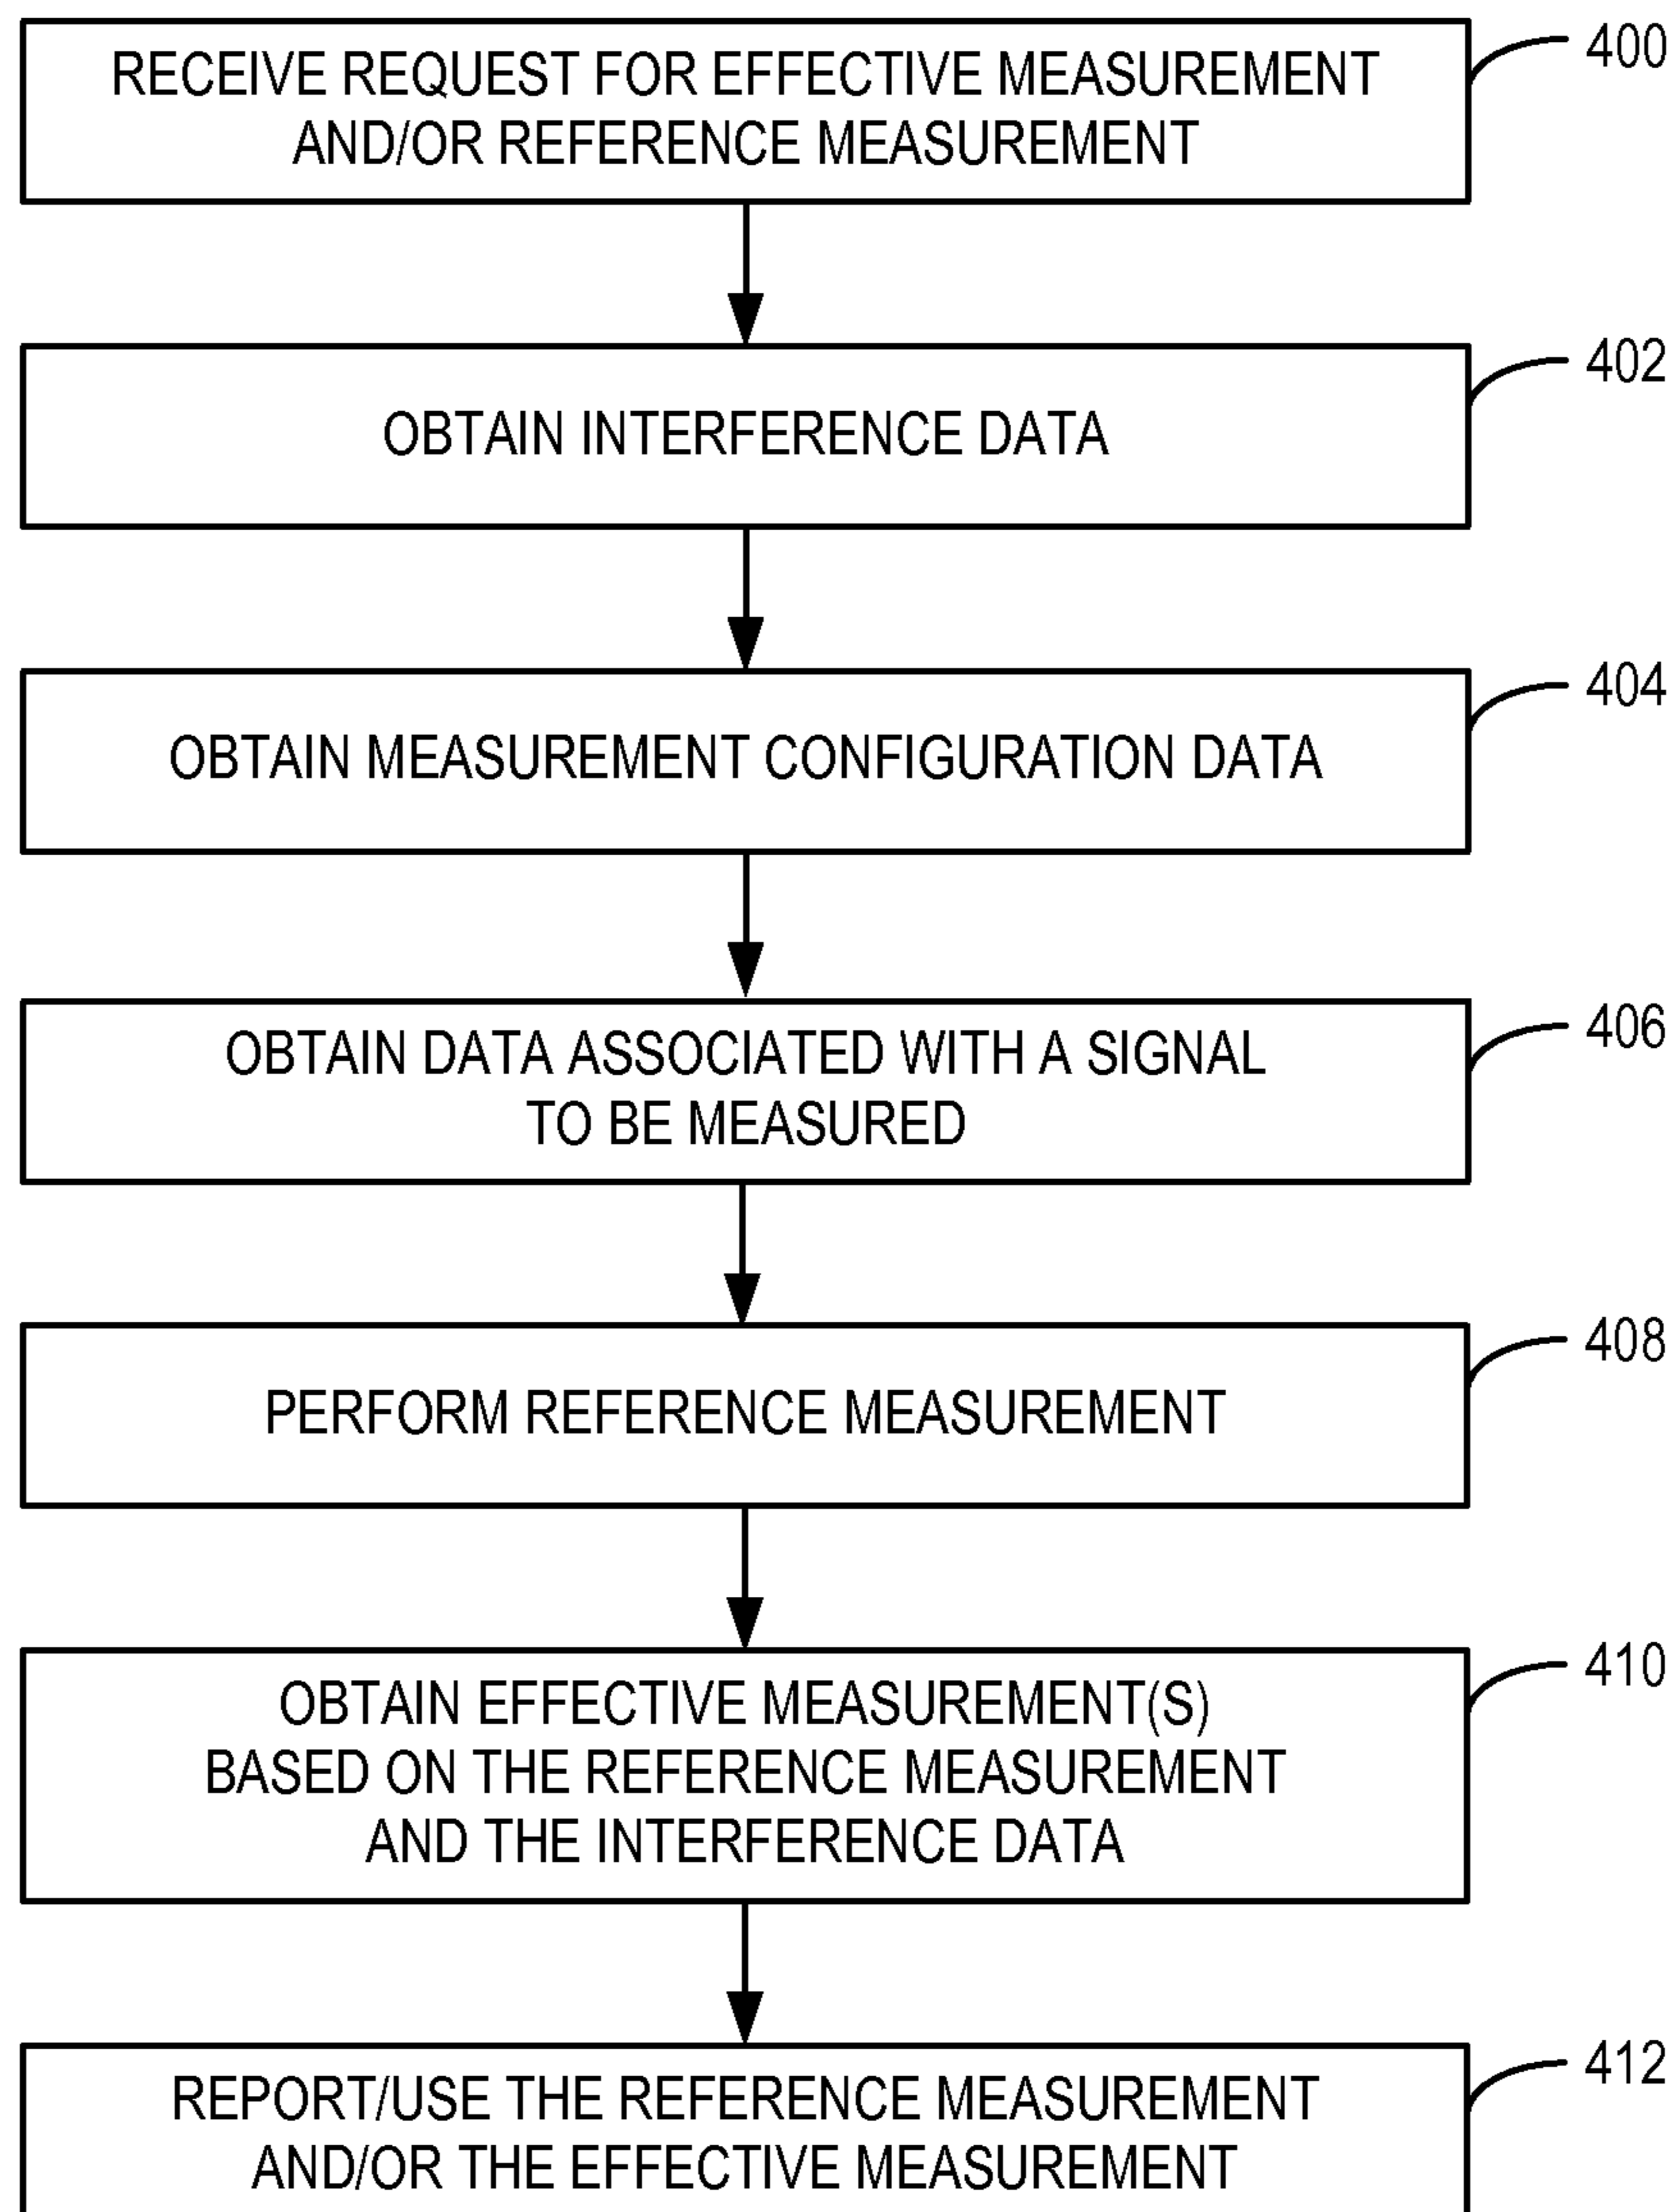 RECEIVE REQUEST FOR EFFECTIVE MEASUREMENT
AND/OR REFERENCE MEASUREMENT
400
OBTAIN INTERFERENCE DATA
402
OBTAIN MEASUREMENT CONFIGURATION DATA
404
OBTAIN DATA ASSOCIATED WITH A SIGNAL
TO BE MEASURED
406
PERFORM REFERENCE MEASUREMENT
408
OBTAIN EFFECTIVE MEASUREMENT(S)
BASED ON THE REFERENCE MEASUREMENT
AND THE INTERFERENCE DATA
410
REPORT/USE THE REFERENCE MEASUREMENT
AND/OR THE EFFECTIVE MEASUREMENT
412